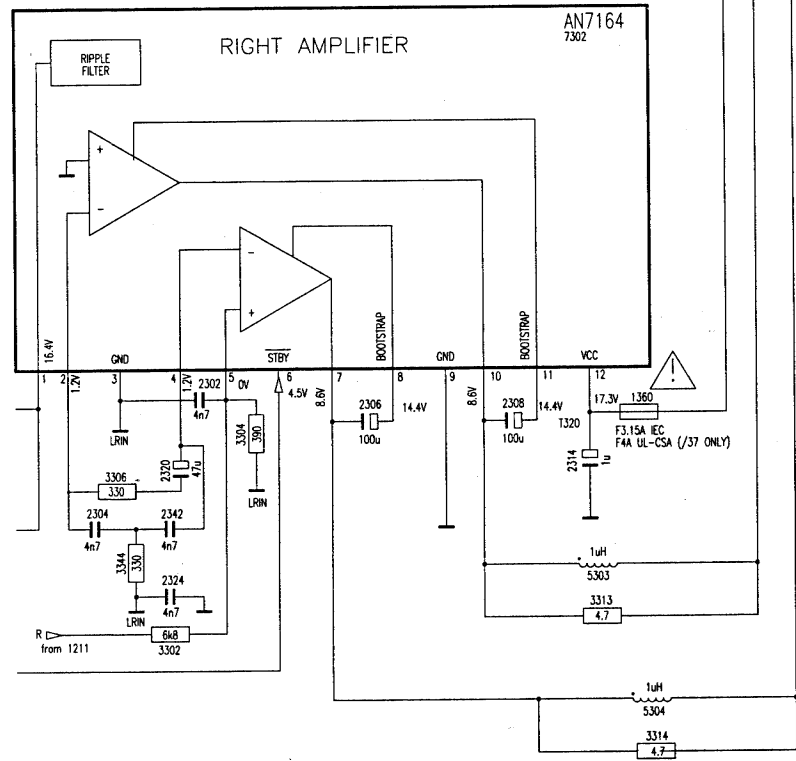 AN7164
7302
RIGHT AMPLIFIER
RIPPLE
FILTER
+
−
−
+
16.4V
GND
STBY
BOOTSTRAP
GND
BOOTSTRAP
VCC
1
2
3
4
5
6
7
8
9
10
11
12
1.2V
1.2V
2302
4n7
0V
4.5V
8.6V
2306
100u
14.4V
8.6V
2308
100u
14.4V
T320
17.3V
1360
!
F3.15A IEC
F4A UL-CSA (/37 ONLY)
2314
1u
LRIN
3304
390
LRIN
2320
47u
3306
330
2304
4n7
2342
4n7
3344
330
2324
4n7
LRIN
R
from 1211
6k8
3302
1uH
5303
3313
4.7
1uH
5304
3314
4.7